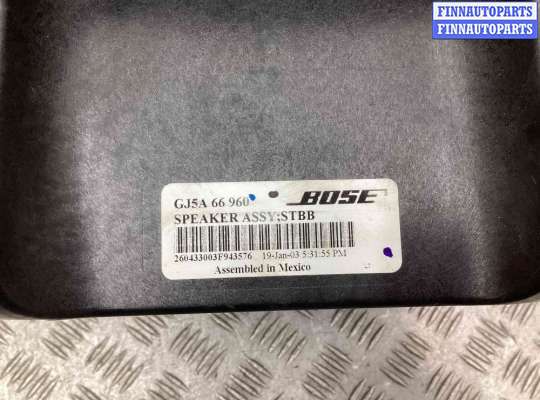 FINNAUTOPARTS
FINNAUTOPARTS
GJ5A 66 960
BOSE
SPEAKER ASSY;STBB
260433003F943576 19-Jan-03 5:31:55 PM
Assembled in Mexico